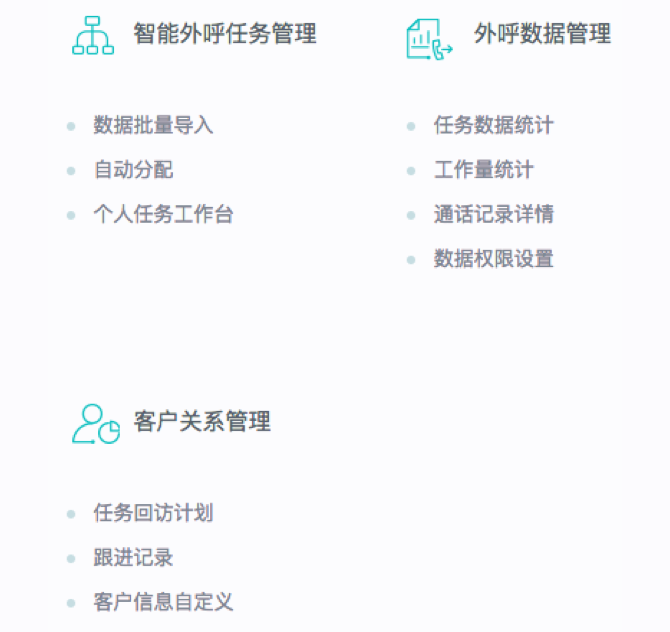 智能外呼任务管理
数据批量导入
自动分配
个人任务工作台
外呼数据管理
任务数据统计
工作量统计
通话记录详情
数据权限设置
客户关系管理
任务回访计划
跟进记录
客户信息自定义